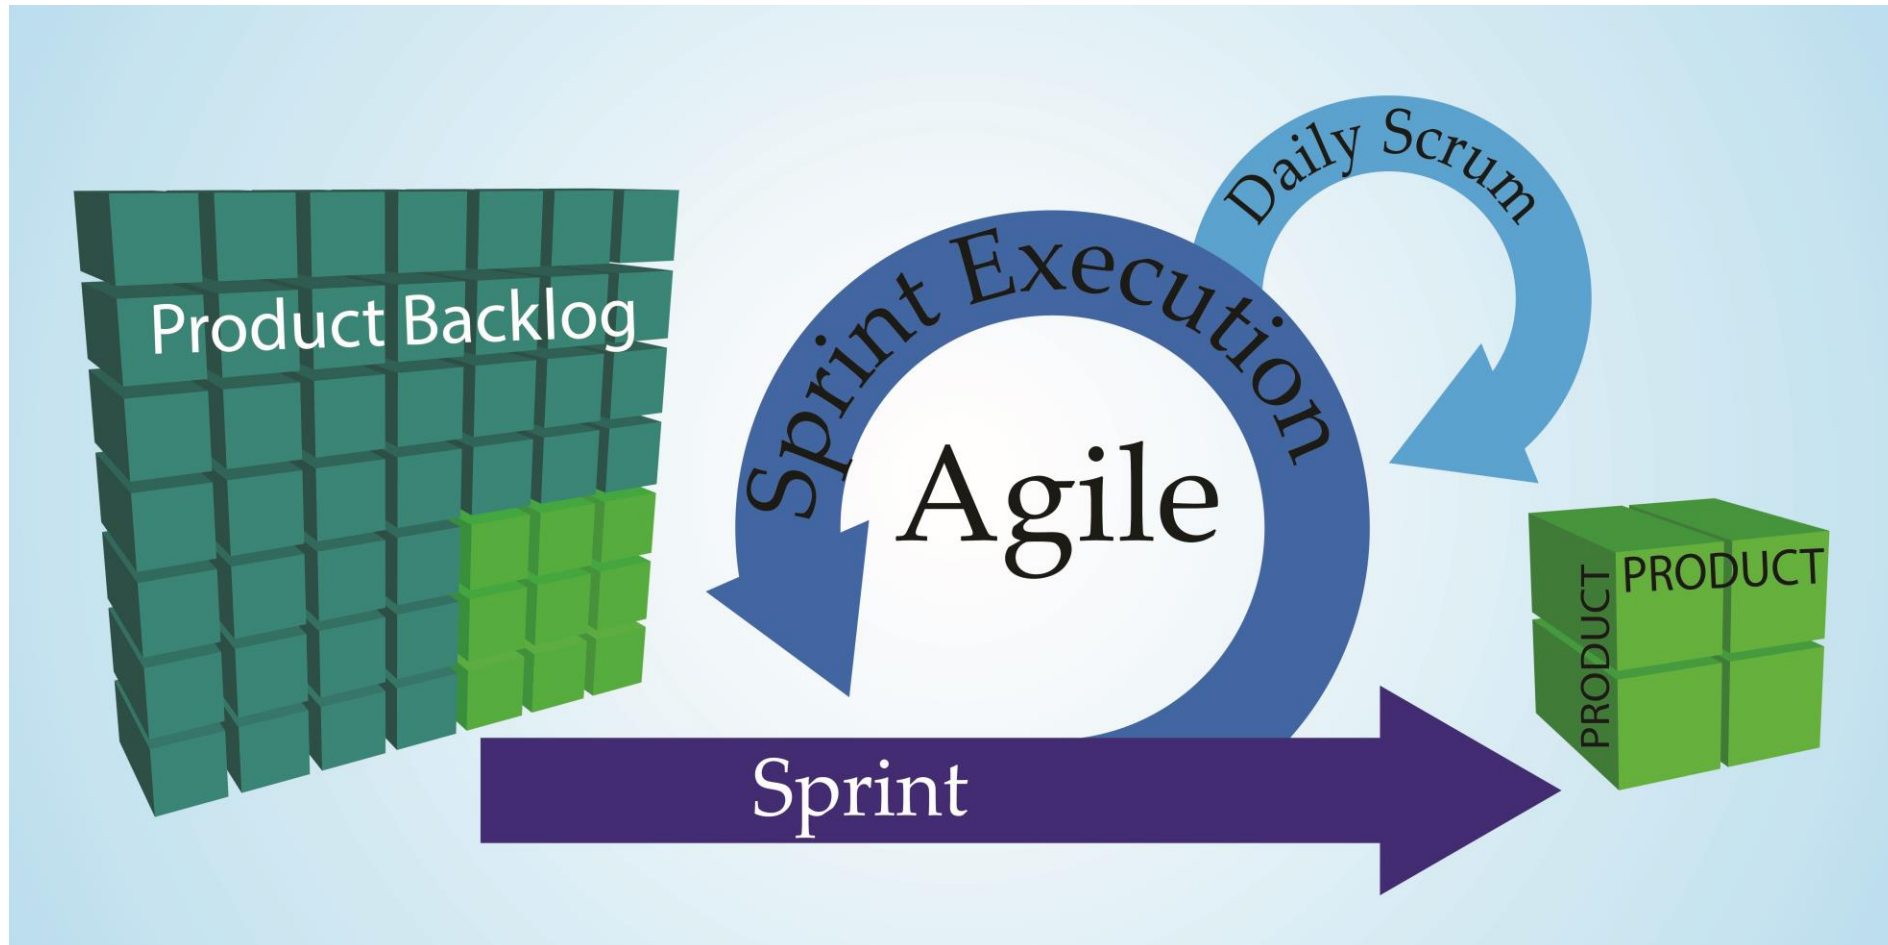 Product Backlog
Sprint Execution
Daily Scrum
Agile
PRODUCT
PRODUCT
Sprint